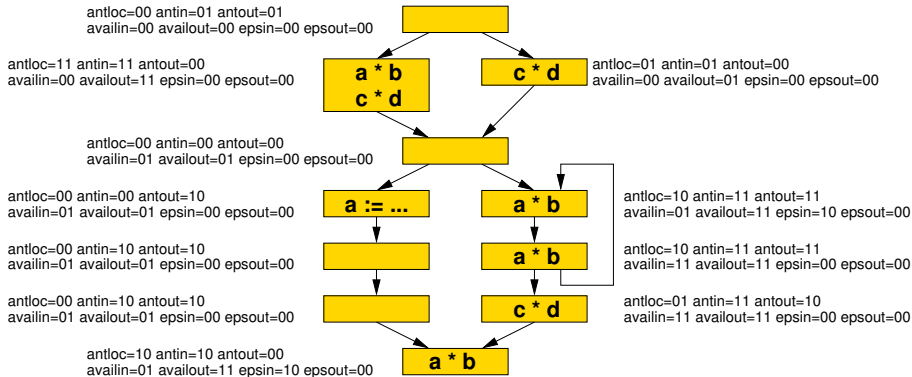 antloc=00 antin=01 antout=01
availin=00 availout=00 epsin=00 epsout=00
antloc=11 antin=11 antout=00
availin=00 availout=11 epsin=00 epsout=00
a * b
c * d
c * d
antloc=01 antin=01 antout=00
availin=00 availout=01 epsin=00 epsout=00
antloc=00 antin=00 antout=00
availin=01 availout=01 epsin=00 epsout=00
antloc=00 antin=00 antout=10
availin=01 availout=01 epsin=00 epsout=00
a := ...
a * b
antloc=10 antin=11 antout=11
availin=01 availout=11 epsin=10 epsout=00
antloc=00 antin=10 antout=10
availin=01 availout=01 epsin=00 epsout=00
a * b
antloc=10 antin=11 antout=11
availin=11 availout=11 epsin=00 epsout=00
antloc=00 antin=10 antout=10
availin=01 availout=01 epsin=00 epsout=00
c * d
antloc=01 antin=11 antout=10
availin=11 availout=11 epsin=00 epsout=00
antloc=10 antin=10 antout=00
availin=01 availout=11 epsin=10 epsout=00
a * b